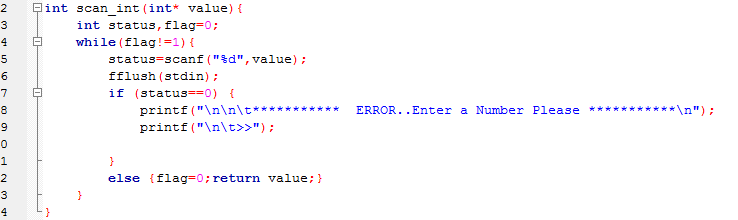 2 int scan_int(int* value){
3 int status,flag=0;
4 while(flag!=1){
5 status=scanf("%d",value);
6 fflush(stdin);
7 if (status==0) {
8 printf("\n\n\t***********  ERROR..Enter a Number Please ***********\n");
9 printf("\n\t>>");
0
1 }
2 else {flag=0;return value;}
3 }
4 }